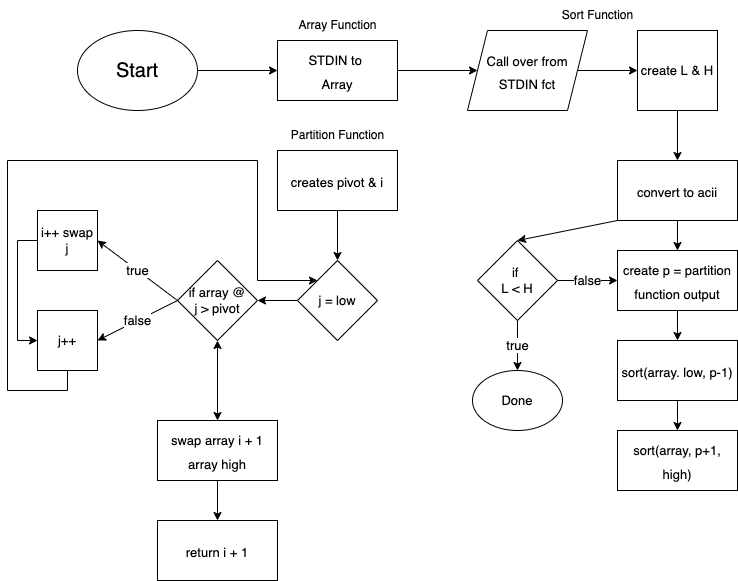 Array Function
Sort Function
Start
STDIN to
Array
Call over from
STDIN fct
create L & H
Partition Function
creates pivot & i
convert to acii
i++ swap
j
true
if array @
j > pivot
j = low
false
j++
if
L < H
false
create p = partition
function output
true
sort(array. low, p-1)
Done
swap array i + 1
array high
sort(array, p+1,
high)
return i + 1